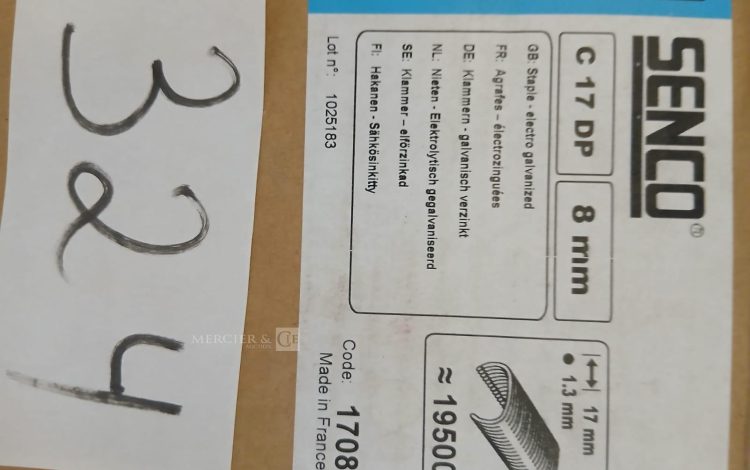 324
SENCO®
C 17 DP
8 mm
GB: Staple - electro galvanized
FR: Agrafes – électrozinguées
DE: Klammern - galvanisch verzinkt
NL: Nieten - Elektrolytisch gegalvaniseerd
SE: Klammer – elförzinkad
FI: Hakanen - Sähkösinkitty
Lot n°: 1025183
17 mm
1.3 mm
≈ 1950
Code: 1708
Made in France
MERCIER & CIE